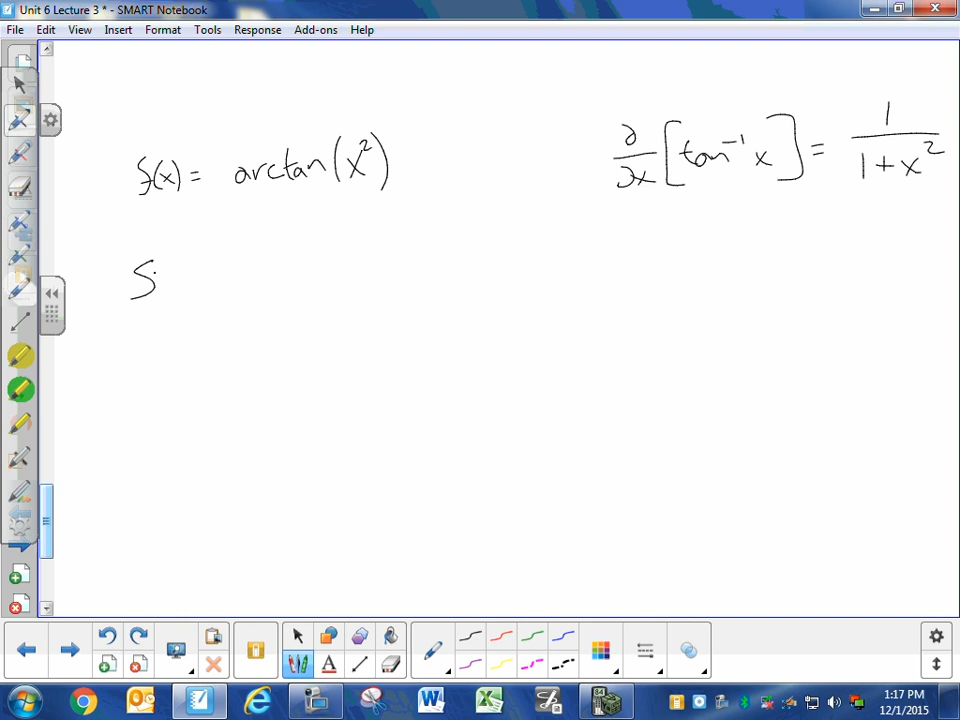 Unit 6 Lecture 3 * - SMART Notebook
File Edit View Insert Format Tools Response Add-ons Help
f(x) = arctan(x²)
∂/∂x [tan⁻¹ x] = 1/(1+x²)
S
A
1:17 PM
12/1/2015